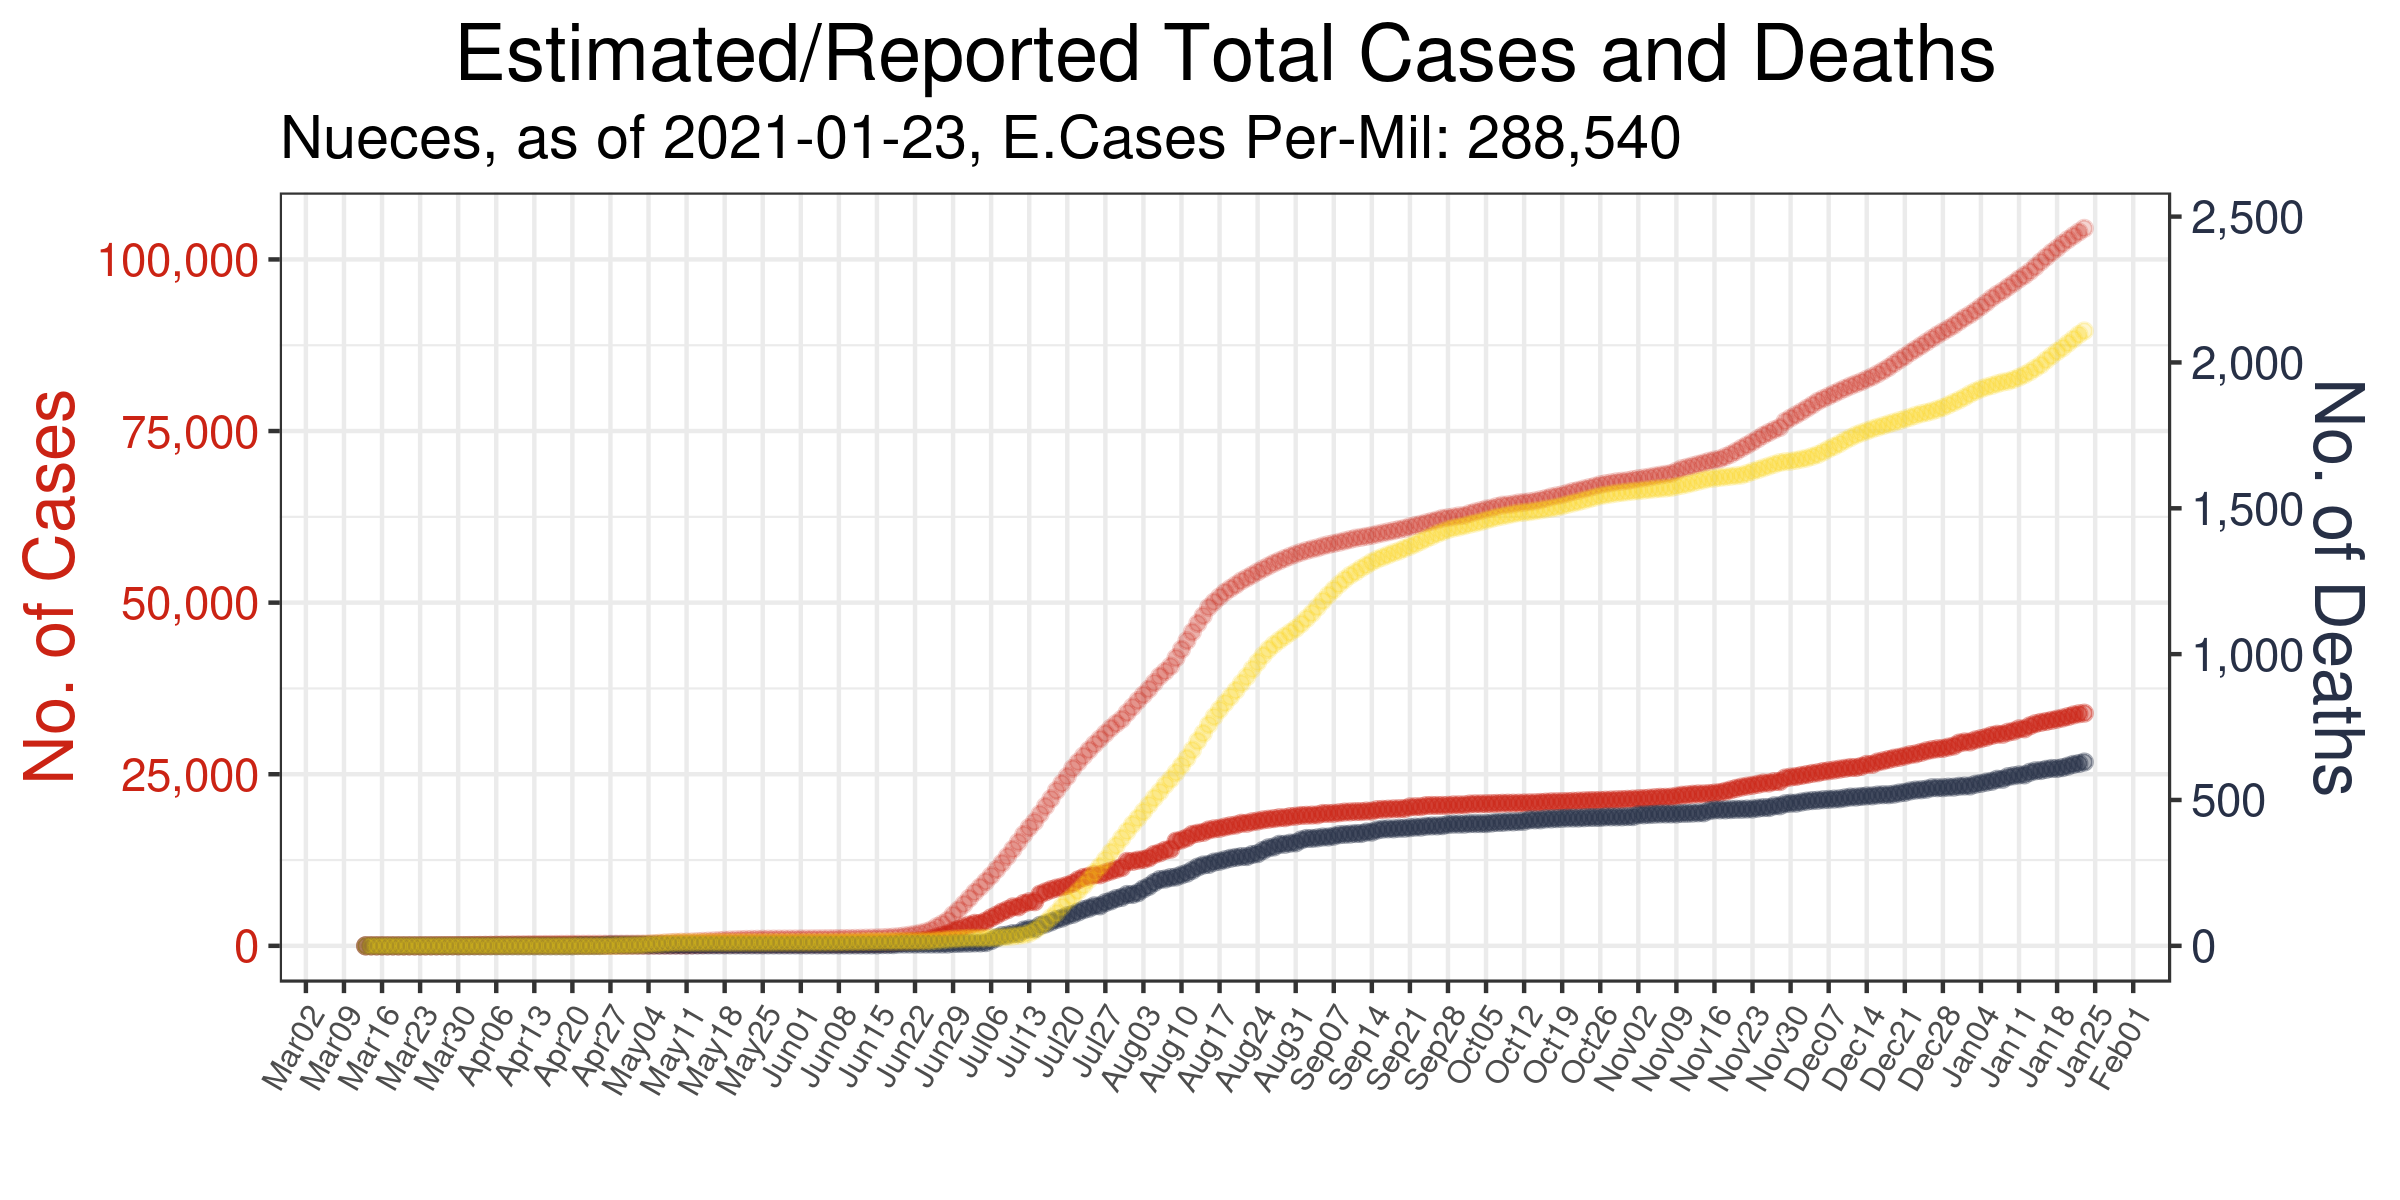 Estimated/Reported Total Cases and Deaths
Nueces, as of 2021-01-23, E.Cases Per-Mil: 288,540
No. of Cases
100,000
75,000
50,000
25,000
0
2,500
2,000
1,500
1,000
500
0
No. of Deaths
Mar02
Mar09
Mar16
Mar23
Mar30
Apr06
Apr13
Apr20
Apr27
May04
May11
May18
May25
Jun01
Jun08
Jun15
Jun22
Jun29
Jul06
Jul13
Jul20
Jul27
Aug03
Aug10
Aug17
Aug24
Aug31
Sep07
Sep14
Sep21
Sep28
Oct05
Oct12
Oct19
Oct26
Nov02
Nov09
Nov16
Nov23
Nov30
Dec07
Dec14
Dec21
Dec28
Jan04
Jan11
Jan18
Jan25
Feb01